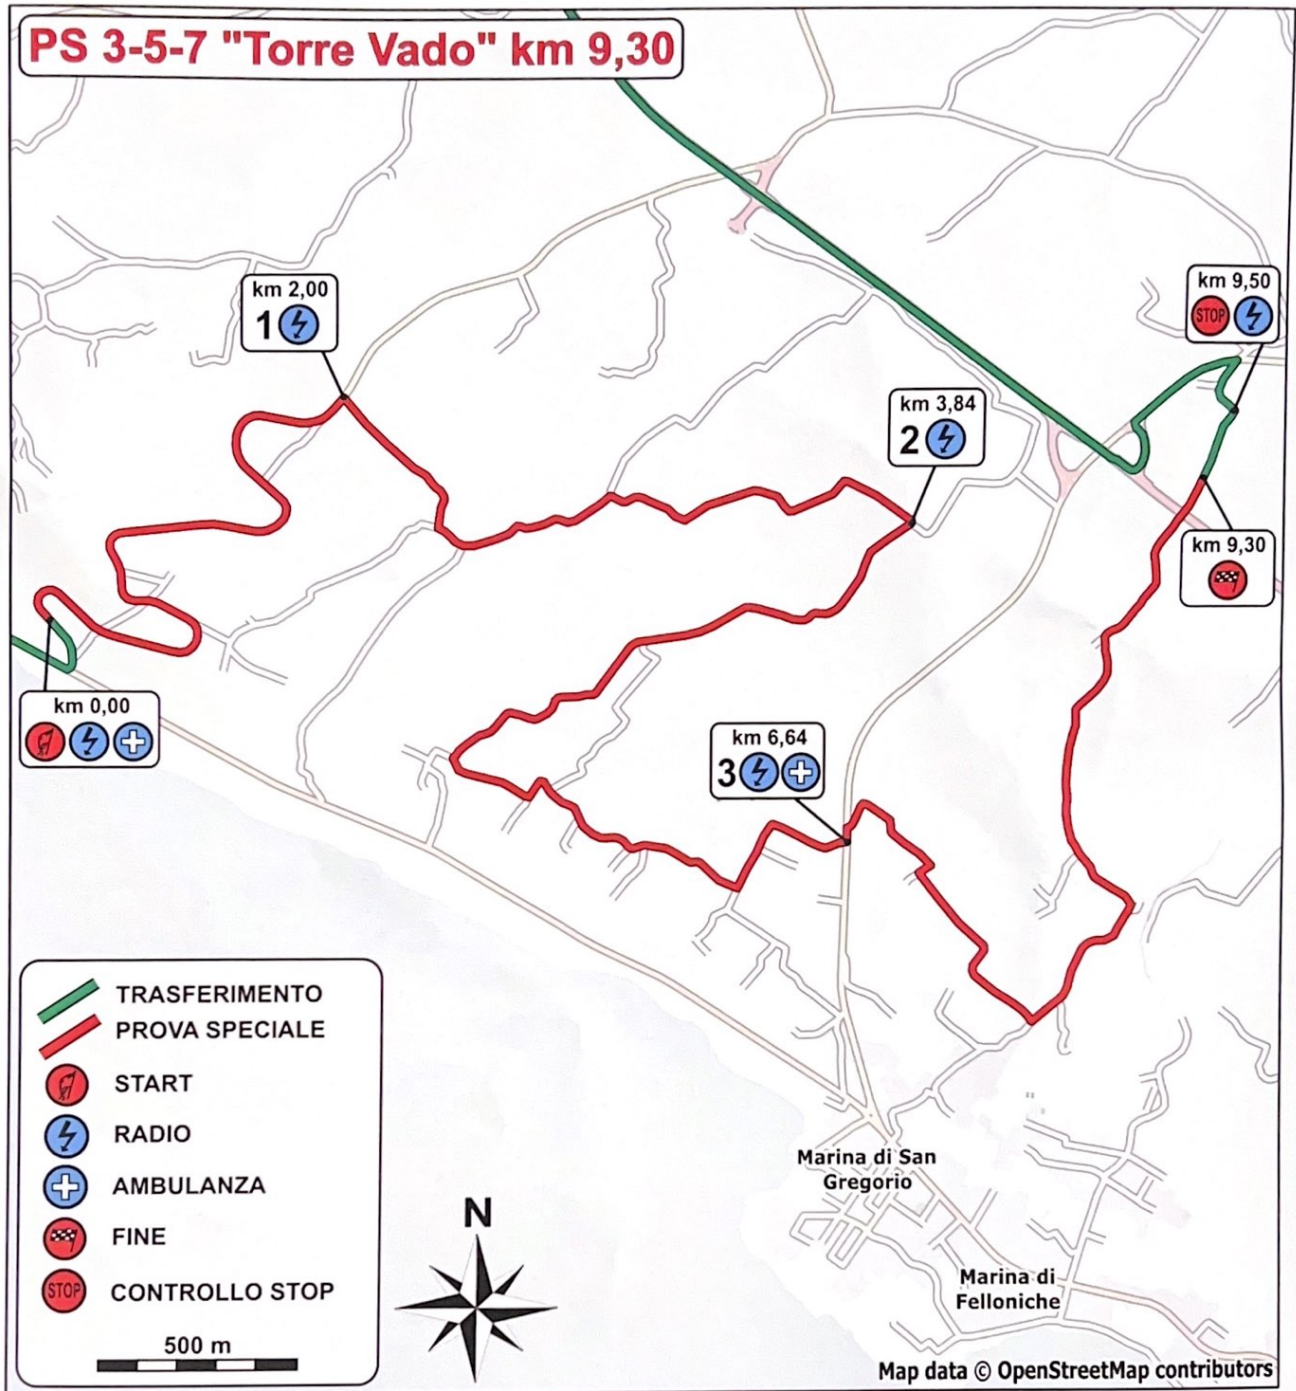 PS 3-5-7 "Torre Vado" km 9,30
km 2,00
1
km 9,50
STOP
km 3,84
2
km 9,30
km 0,00
km 6,64
3
TRASFERIMENTO
PROVA SPECIALE
START
RADIO
AMBULANZA
FINE
STOP CONTROLLO STOP
500 m
N
Marina di San
Gregorio
Marina di
Felloniche
Map data © OpenStreetMap contributors